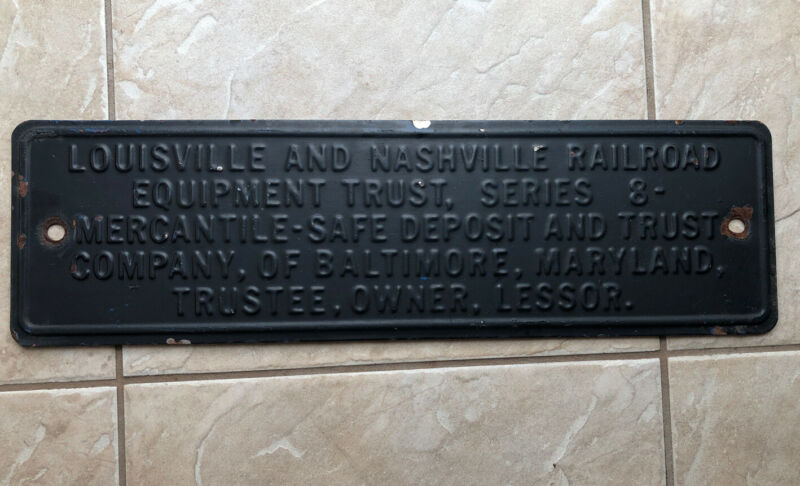 LOUISVILLE AND NASHVILLE RAILROAD
EQUIPMENT TRUST, SERIES 8-
MERCANTILE-SAFE DEPOSIT AND TRUST
COMPANY, OF BALTIMORE, MARYLAND,
TRUSTEE, OWNER, LESSOR.